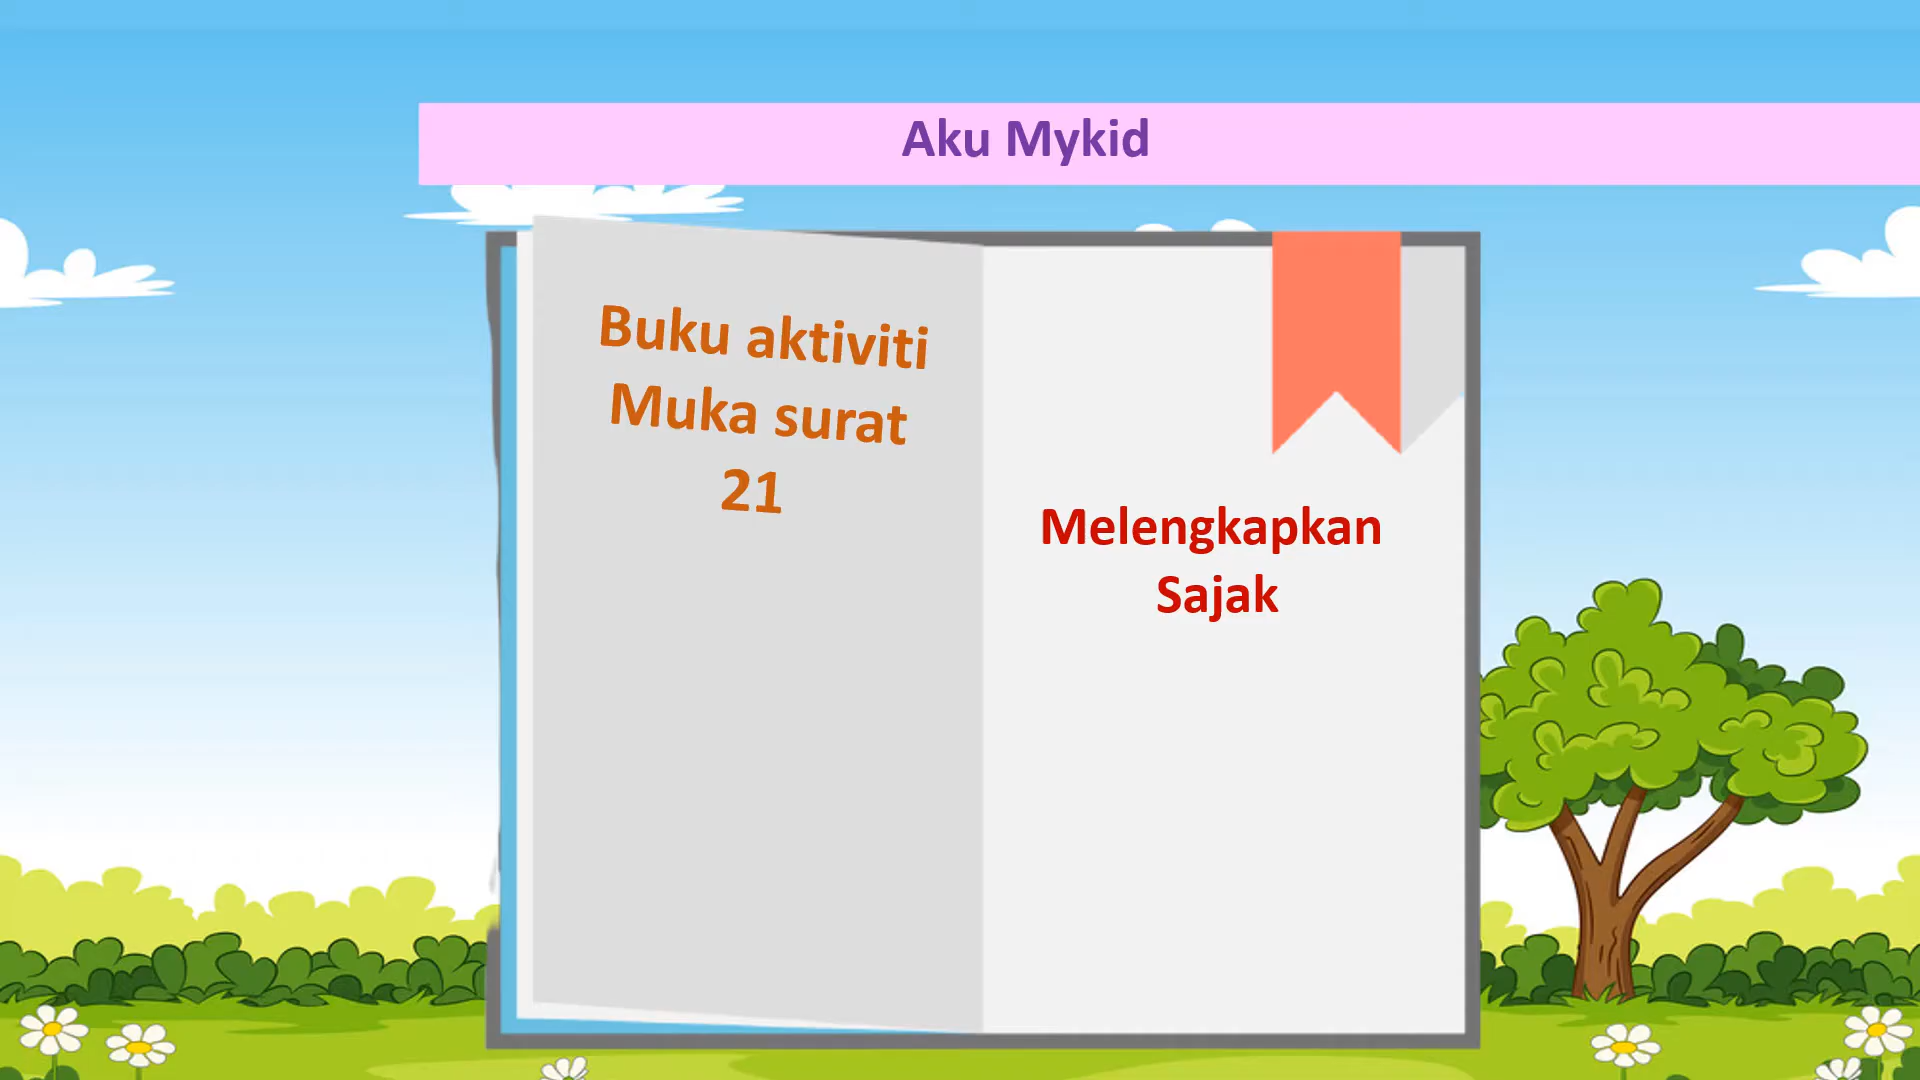 Aku Mykid
Buku aktiviti
Muka surat
21
Melengkapkan
Sajak